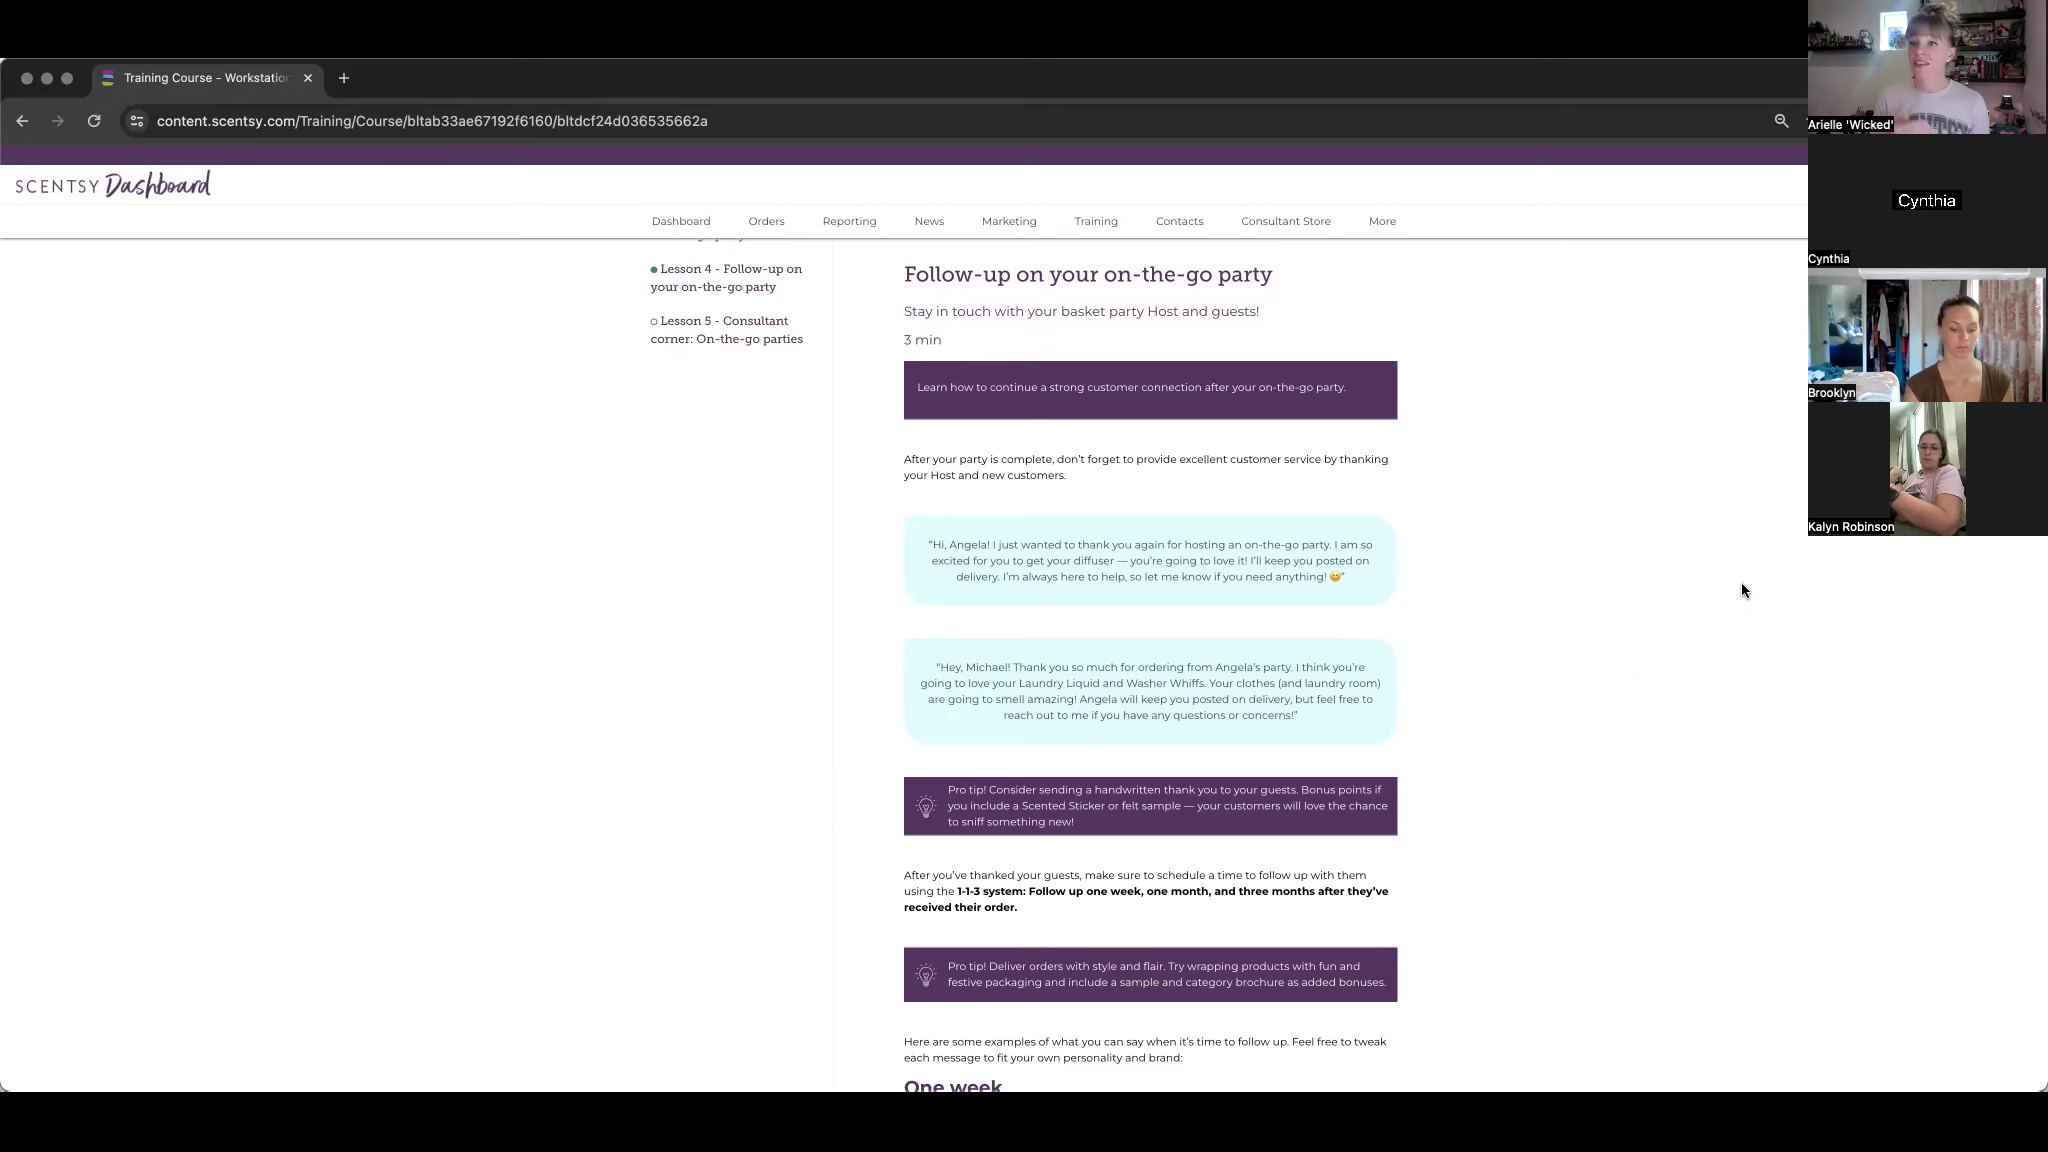 Training Course - Workstation
content.scentsy.com/Training/Course/bltab33ae67192f6160/bltdcf24d036535662a
SCENTSY Dashboard
Dashboard
Orders
Reporting
News
Marketing
Training
Contacts
Consultant Store
More
Lesson 4 - Follow-up on
your on-the-go party
Lesson 5 - Consultant
corner: On-the-go parties
Follow-up on your on-the-go party
Stay in touch with your basket party Host and guests!
3 min
Learn how to continue a strong customer connection after your on-the-go party.
After your party is complete, don’t forget to provide excellent customer service by thanking
your Host and new customers.
“Hi, Angela! I just wanted to thank you again for hosting an on-the-go party. I am so
excited for you to get your diffuser — you’re going to love it! I’ll keep you posted on
delivery. I’m always here to help, so let me know if you need anything! 😄”
“Hey, Michael! Thank you so much for ordering from Angela’s party. I think you’re
going to love your Laundry Liquid and Washer Whiffs. Your clothes (and laundry room)
are going to smell amazing! Angela will keep you posted on delivery, but feel free to
reach out to me if you have any questions or concerns!”
Pro tip! Consider sending a handwritten thank you to your guests. Bonus points if
you include a Scented Sticker or felt sample — your customers will love the chance
to sniff something new!
After you’ve thanked your guests, make sure to schedule a time to follow up with them
using the 1-1-3 system: Follow up one week, one month, and three months after they’ve
received their order.
Pro tip! Deliver orders with style and flair. Try wrapping products with fun and
festive packaging and include a sample and category brochure as added bonuses.
Here are some examples of what you can say when it’s time to follow up. Feel free to tweak
each message to fit your own personality and brand:
One week
Arielle 'Wicked'
Cynthia
Cynthia
Brooklyn
Kalyn Robinson